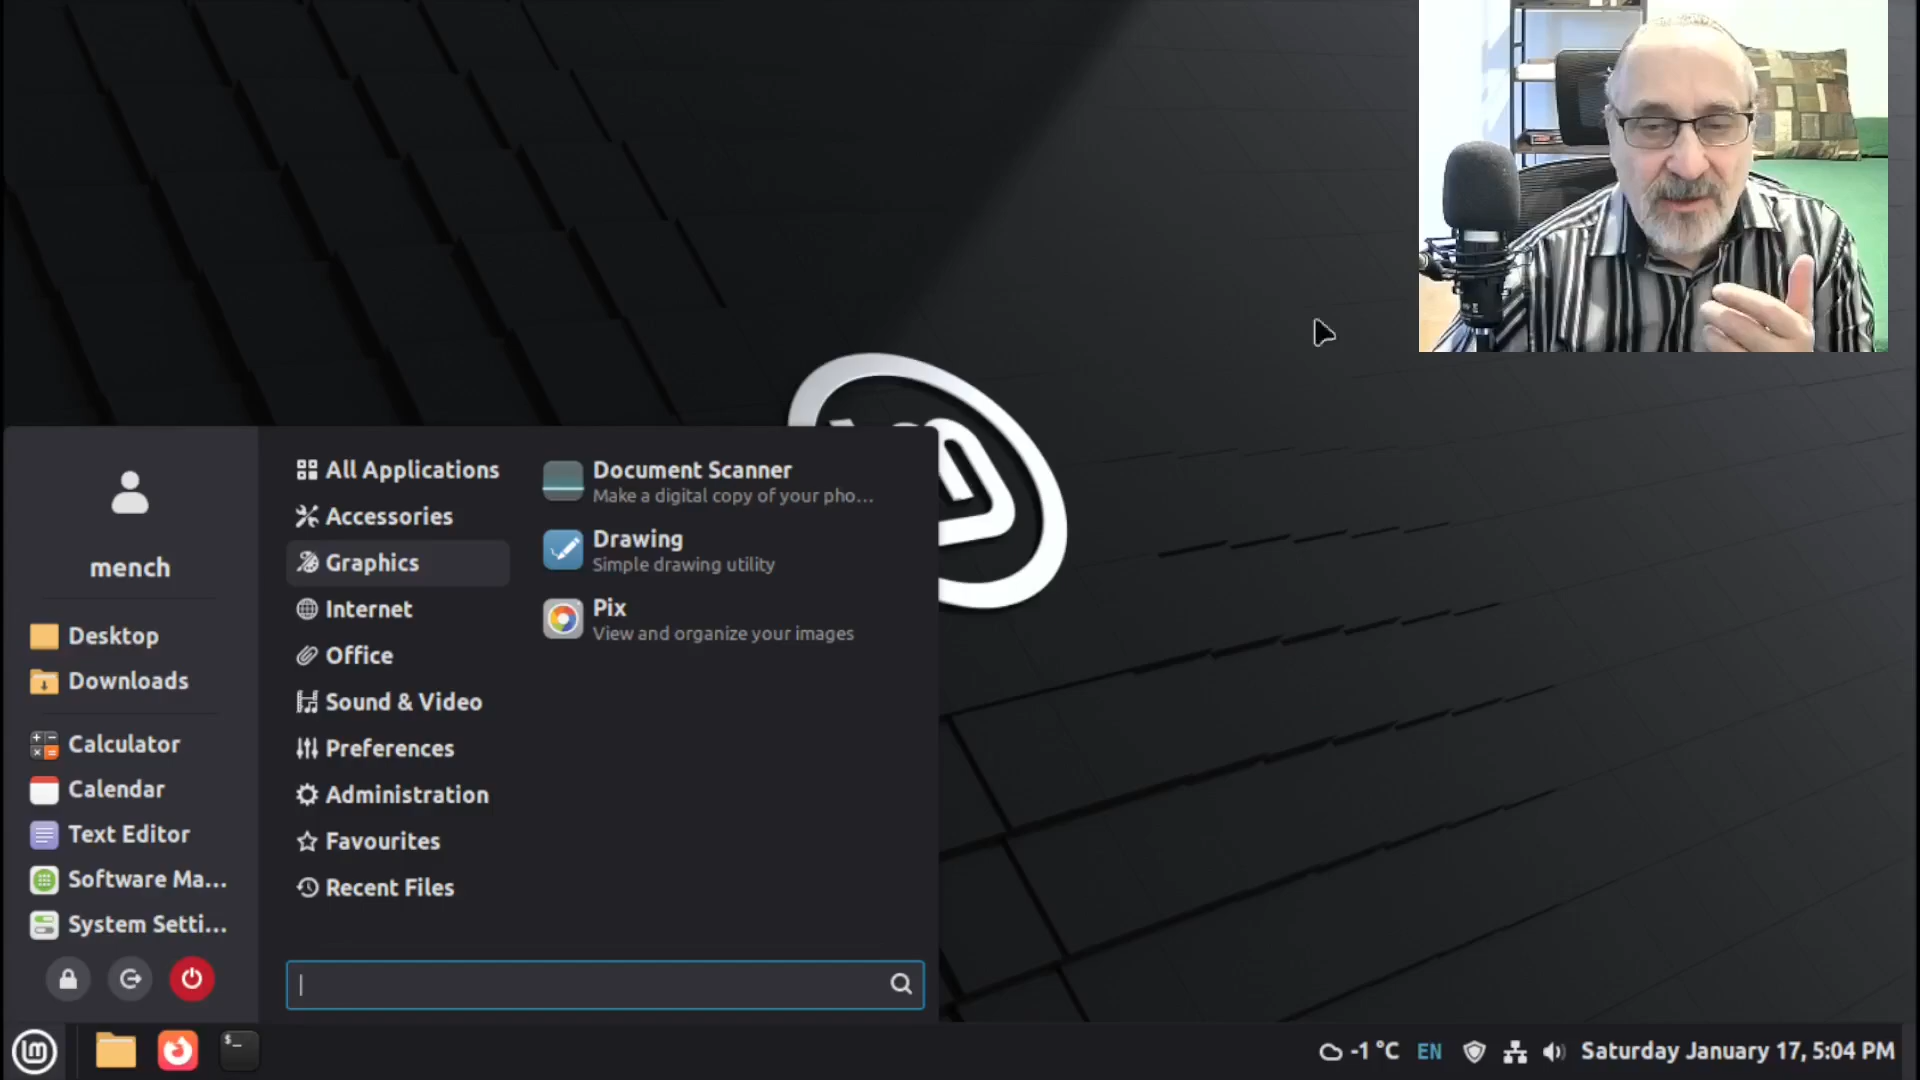 mench
Desktop
Downloads
Calculator
Calendar
Text Editor
Software Ma...
System Setti...
All Applications
Accessories
Graphics
Internet
Office
Sound & Video
Preferences
Administration
Favourites
Recent Files
Document Scanner
Make a digital copy of your pho...
Drawing
Simple drawing utility
Pix
View and organize your images
$_
-1 °C EN Saturday January 17, 5:04 PM